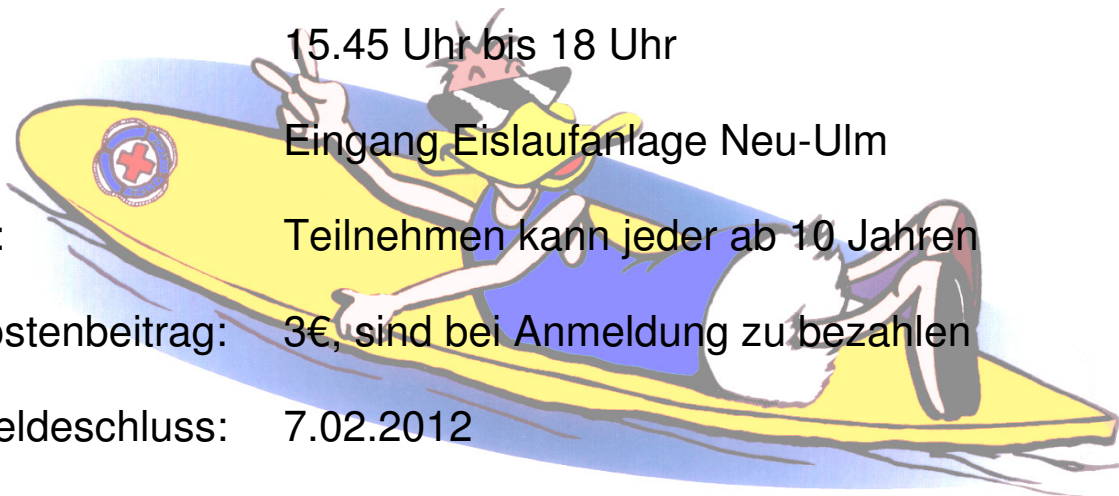 15.45 Uhr bis 18 Uhr
Eingang Eislaufanlage Neu-Ulm
: Teilnehmen kann jeder ab 10 Jahren
ostenbeitrag: 3€, sind bei Anmeldung zu bezahlen
eldeschluss: 7.02.2012